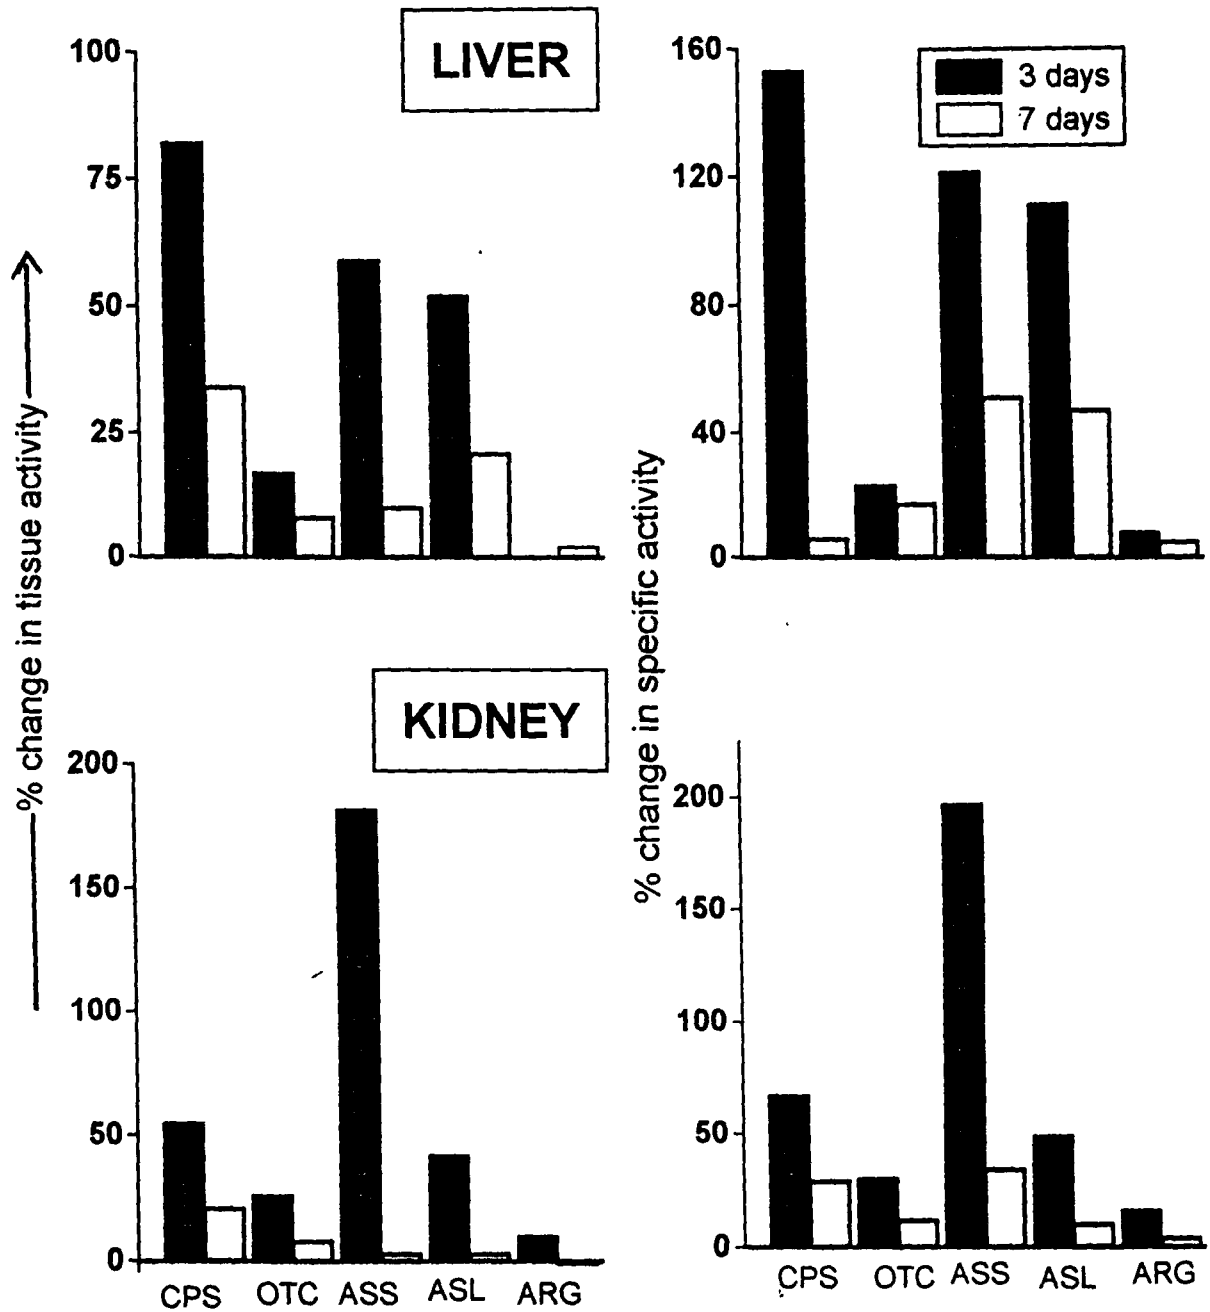 LIVER
100
75
50
25
0
% change in tissue activity
160
120
80
40
0
3 days
7 days
% change in specific activity
KIDNEY
200
150
100
50
0
CPS OTC ASS ASL ARG
200
150
100
50
0
CPS OTC ASS ASL ARG